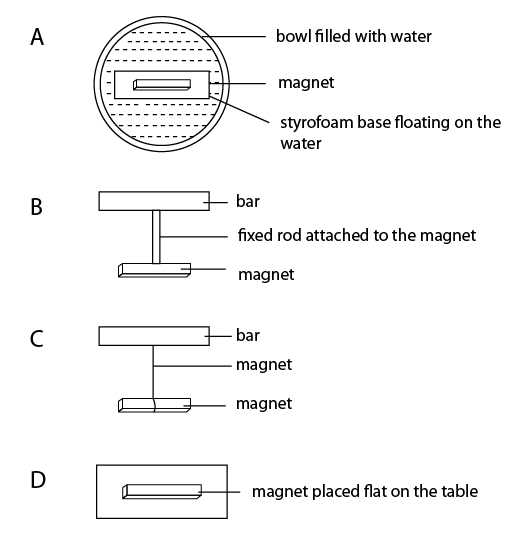 A
bowl filled with water
magnet
styrofoam base floating on the
water
B
bar
fixed rod attached to the magnet
magnet
C
bar
magnet
magnet
D
magnet placed flat on the table